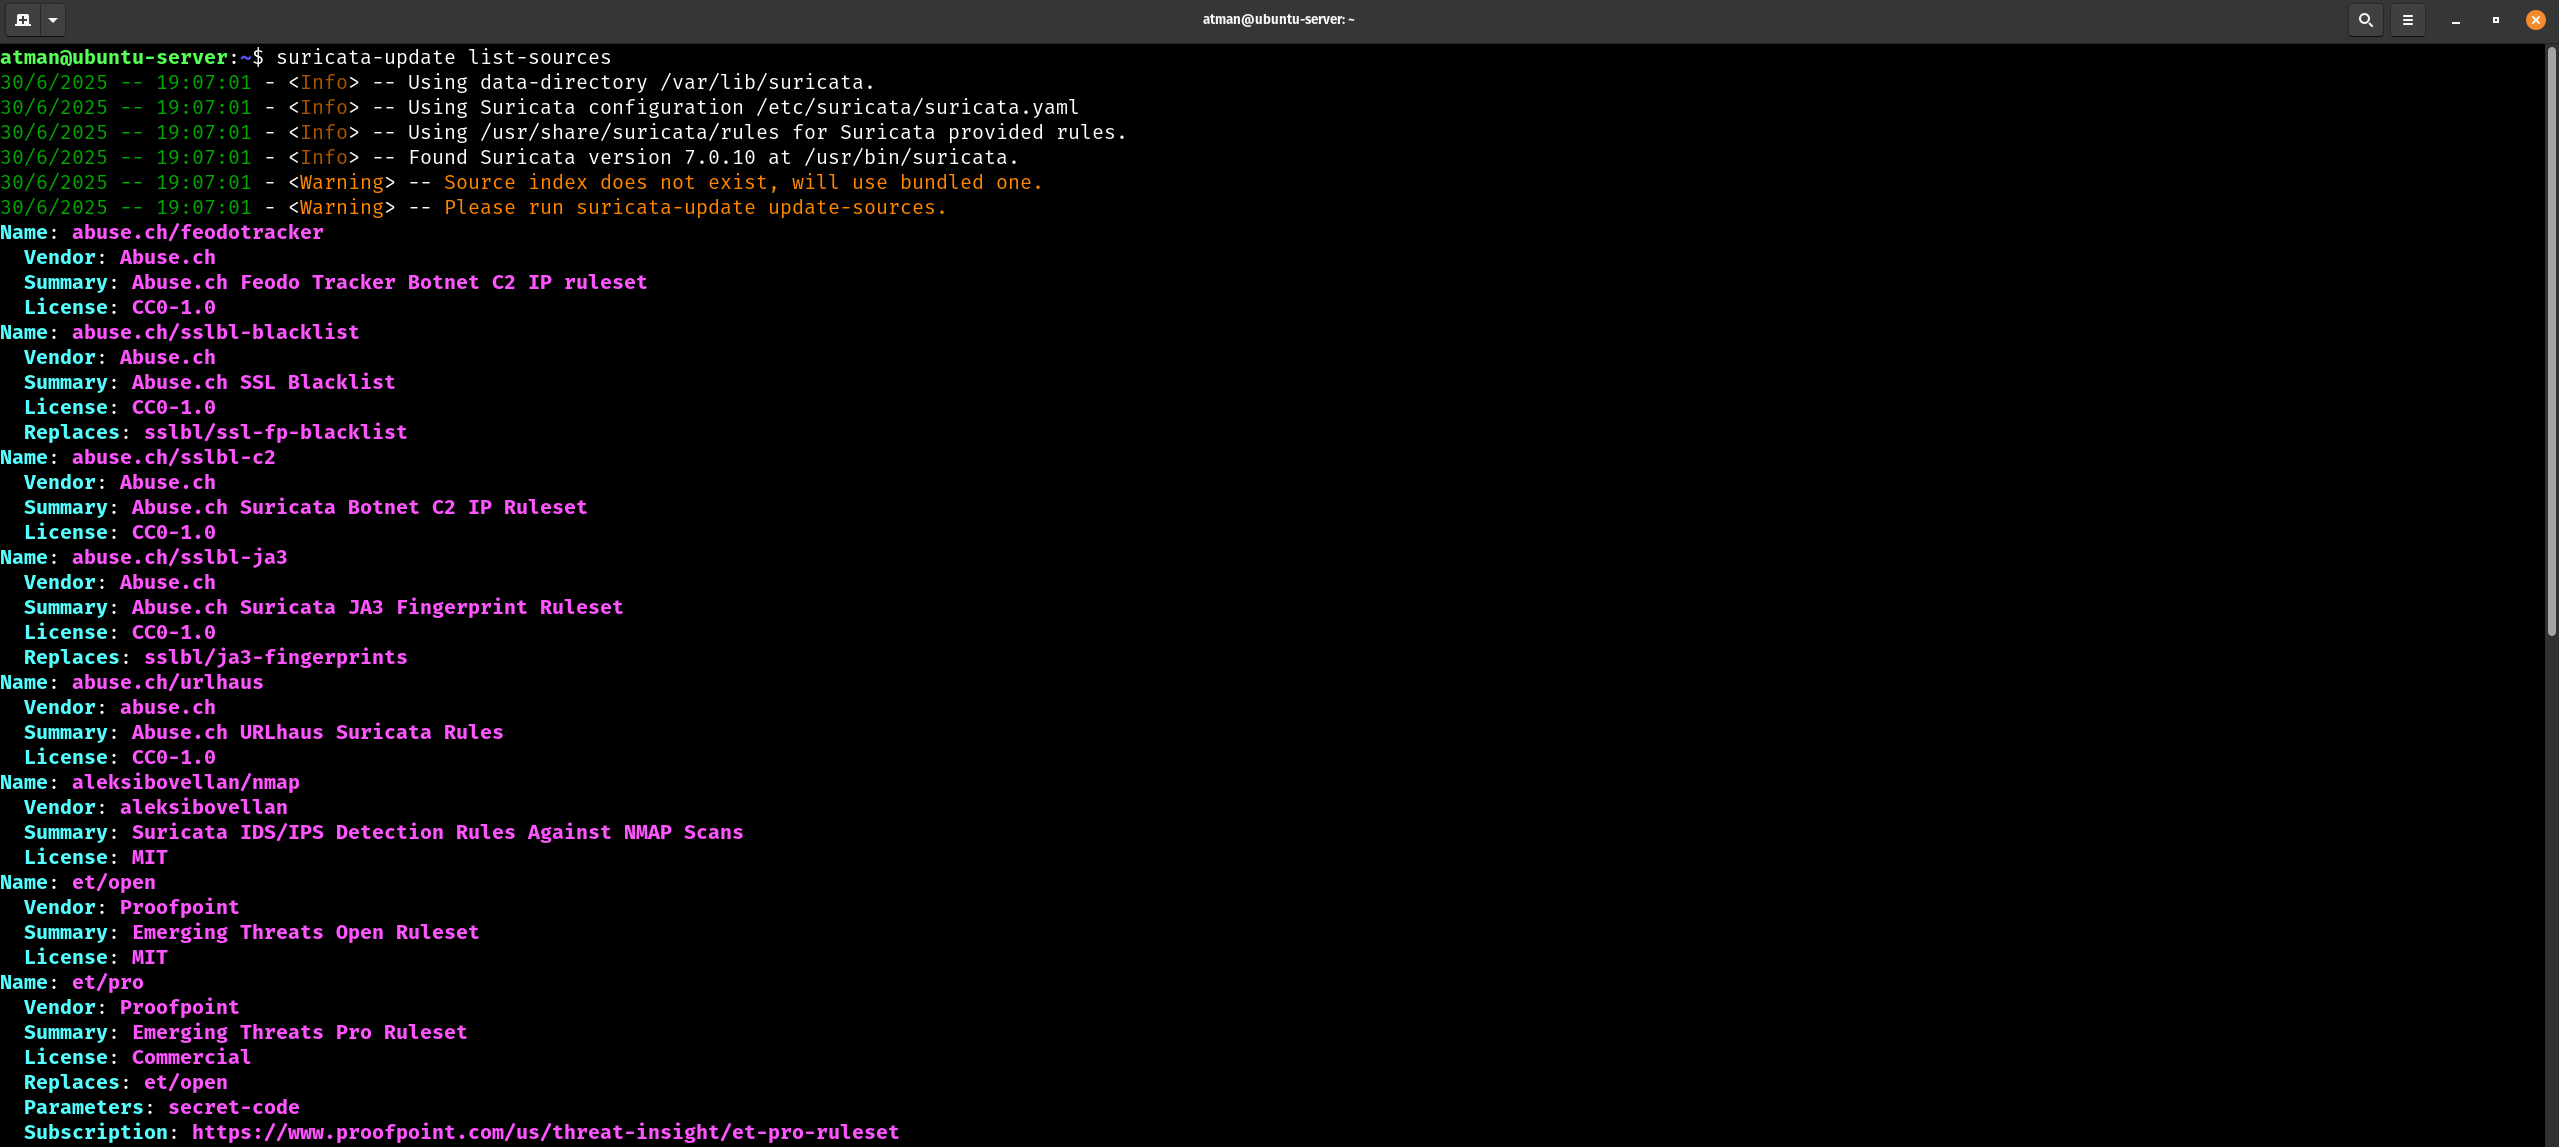 atman@ubuntu-server: ~
atman@ubuntu-server:~$ suricata-update list-sources
30/6/2025 -- 19:07:01 - <Info> -- Using data-directory /var/lib/suricata.
30/6/2025 -- 19:07:01 - <Info> -- Using Suricata configuration /etc/suricata/suricata.yaml
30/6/2025 -- 19:07:01 - <Info> -- Using /usr/share/suricata/rules for Suricata provided rules.
30/6/2025 -- 19:07:01 - <Info> -- Found Suricata version 7.0.10 at /usr/bin/suricata.
30/6/2025 -- 19:07:01 - <Warning> -- Source index does not exist, will use bundled one.
30/6/2025 -- 19:07:01 - <Warning> -- Please run suricata-update update-sources.
Name: abuse.ch/feodotracker
  Vendor: Abuse.ch
  Summary: Abuse.ch Feodo Tracker Botnet C2 IP ruleset
  License: CC0-1.0
Name: abuse.ch/sslbl-blacklist
  Vendor: Abuse.ch
  Summary: Abuse.ch SSL Blacklist
  License: CC0-1.0
  Replaces: sslbl/ssl-fp-blacklist
Name: abuse.ch/sslbl-c2
  Vendor: Abuse.ch
  Summary: Abuse.ch Suricata Botnet C2 IP Ruleset
  License: CC0-1.0
Name: abuse.ch/sslbl-ja3
  Vendor: Abuse.ch
  Summary: Abuse.ch Suricata JA3 Fingerprint Ruleset
  License: CC0-1.0
  Replaces: sslbl/ja3-fingerprints
Name: abuse.ch/urlhaus
  Vendor: abuse.ch
  Summary: Abuse.ch URLhaus Suricata Rules
  License: CC0-1.0
Name: aleksibovellan/nmap
  Vendor: aleksibovellan
  Summary: Suricata IDS/IPS Detection Rules Against NMAP Scans
  License: MIT
Name: et/open
  Vendor: Proofpoint
  Summary: Emerging Threats Open Ruleset
  License: MIT
Name: et/pro
  Vendor: Proofpoint
  Summary: Emerging Threats Pro Ruleset
  License: Commercial
  Replaces: et/open
  Parameters: secret-code
  Subscription: https://www.proofpoint.com/us/threat-insight/et-pro-ruleset